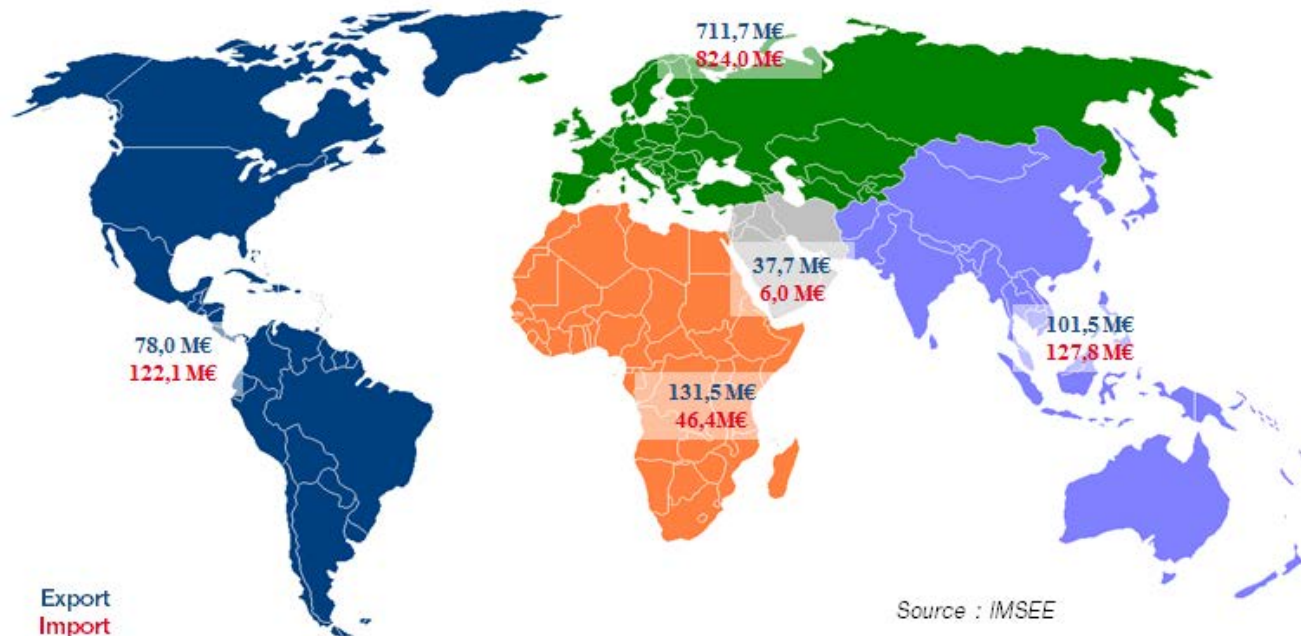 711,7 M€
824,0 M€
37,7 M€
6,0 M€
101,5 M€
127,8 M€
78,0 M€
122,1 M€
131,5 M€
46,4M€
Export
Import
Source : IMSEE